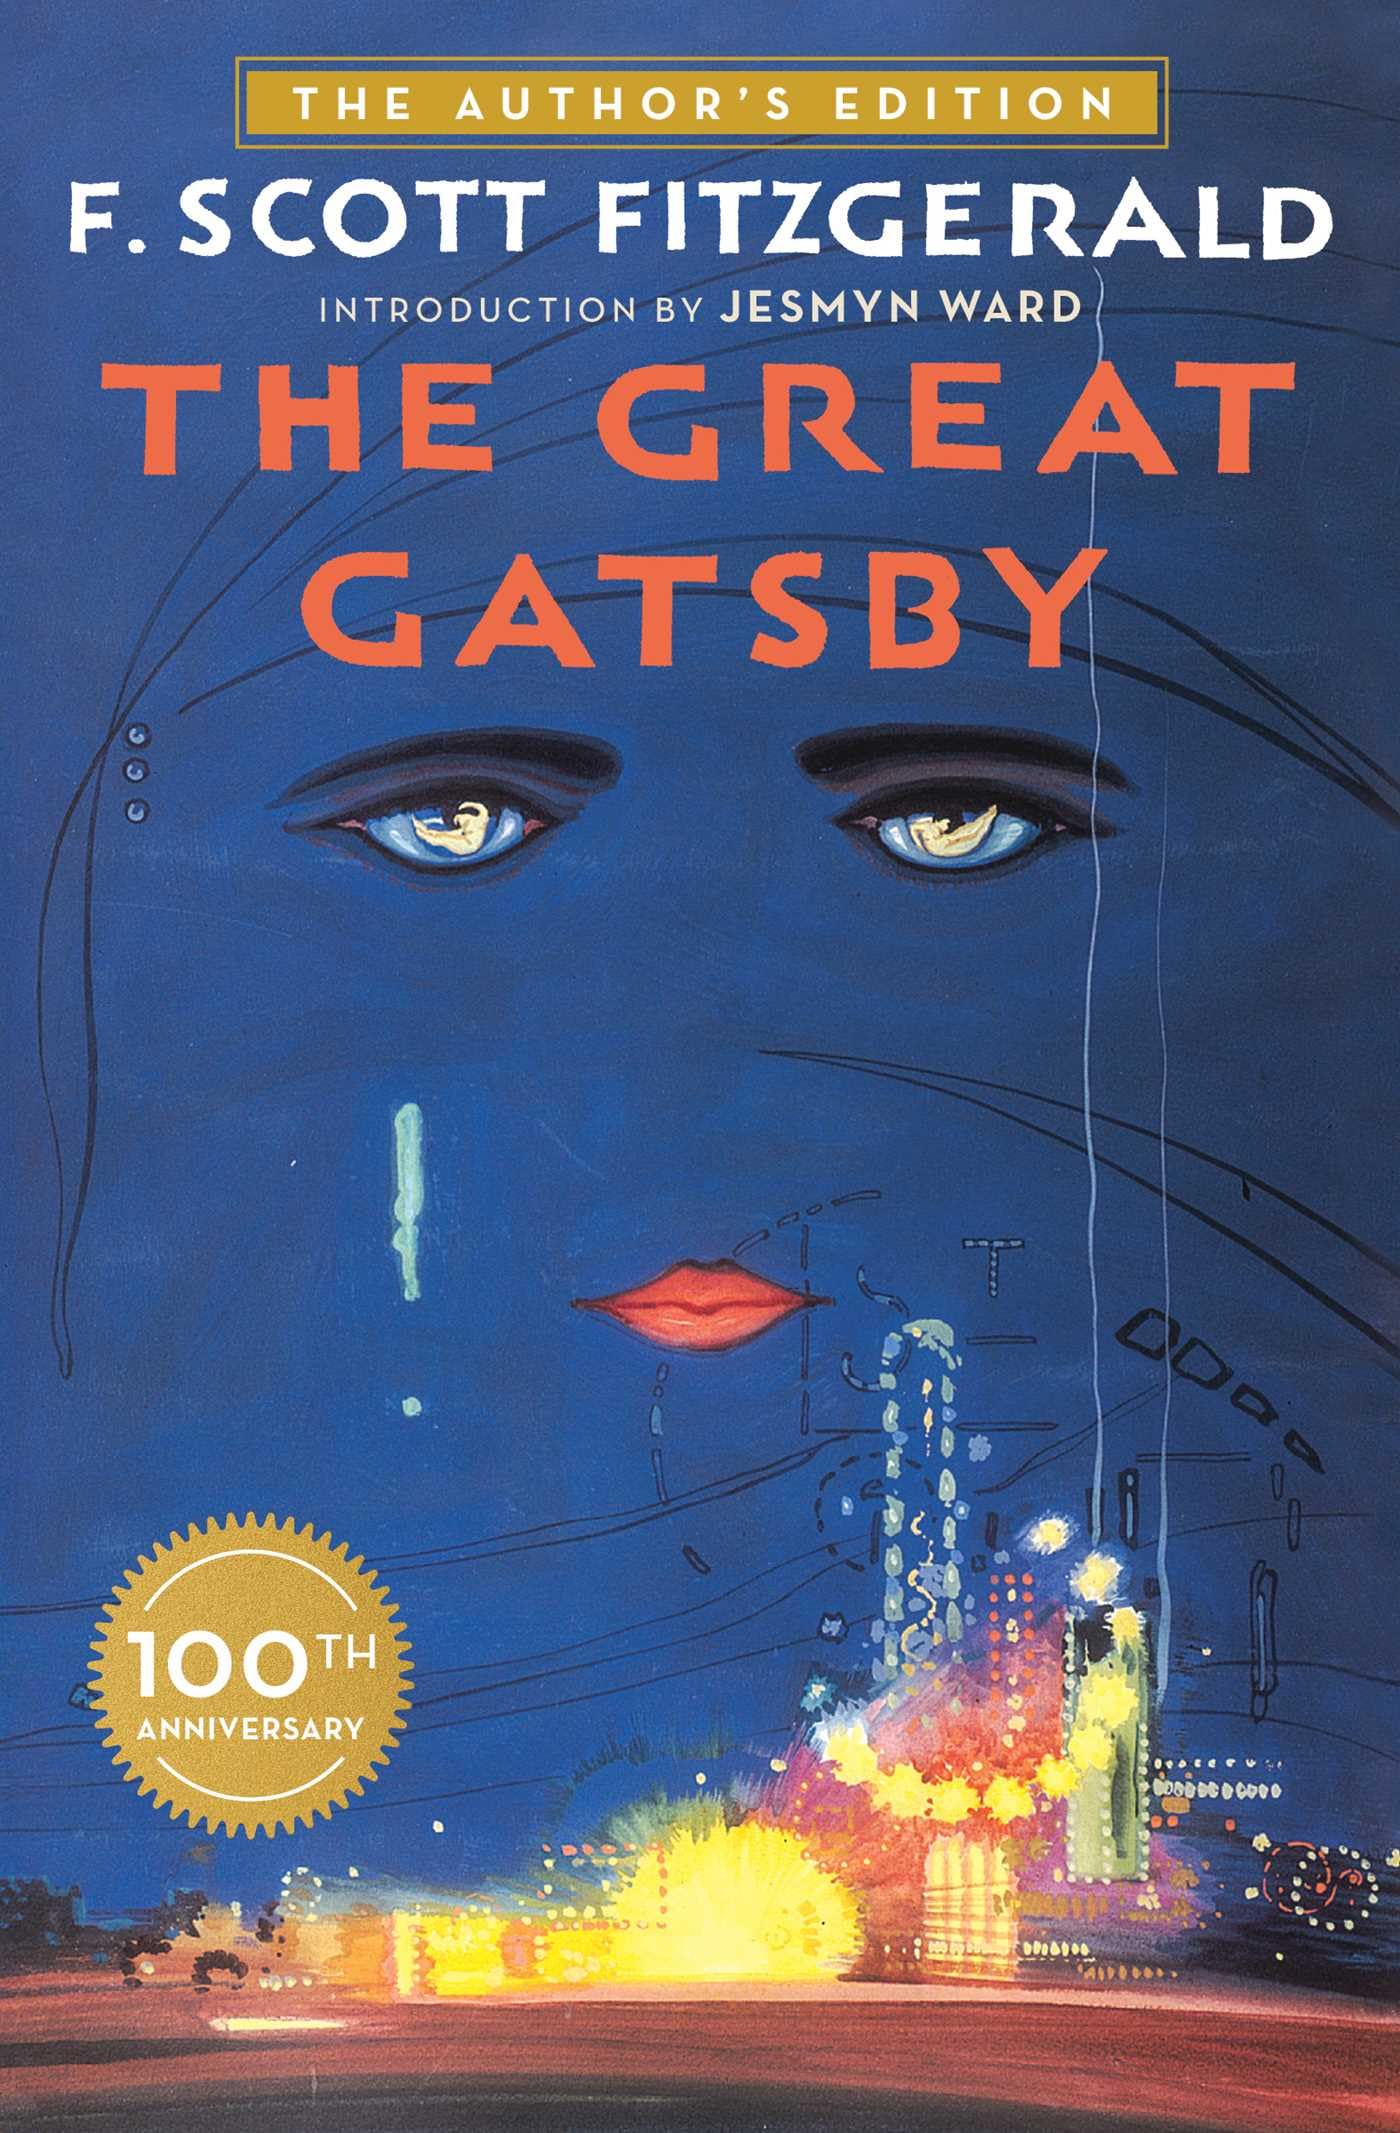 THE AUTHOR'S EDITION
F. SCOTT FITZGERALD
INTRODUCTION BY JESMYN WARD
THE GREAT
GATSBY
100TH
ANNIVERSARY